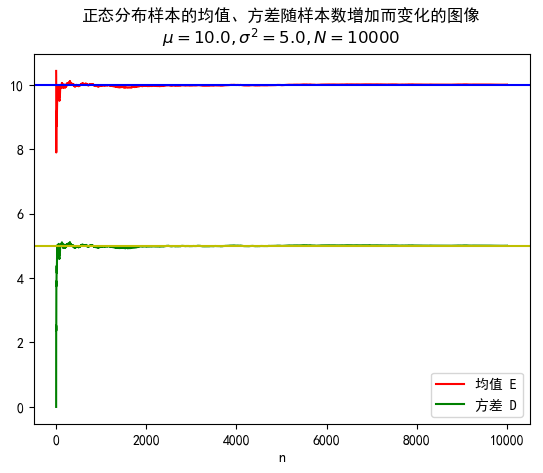 正态分布样本的均值、方差随样本数增加而变化的图像
μ = 10.0, σ² = 5.0, N = 10000
10
8
6
4
2
0
0 2000 4000 6000 8000 10000
n
均值 E
方差 D